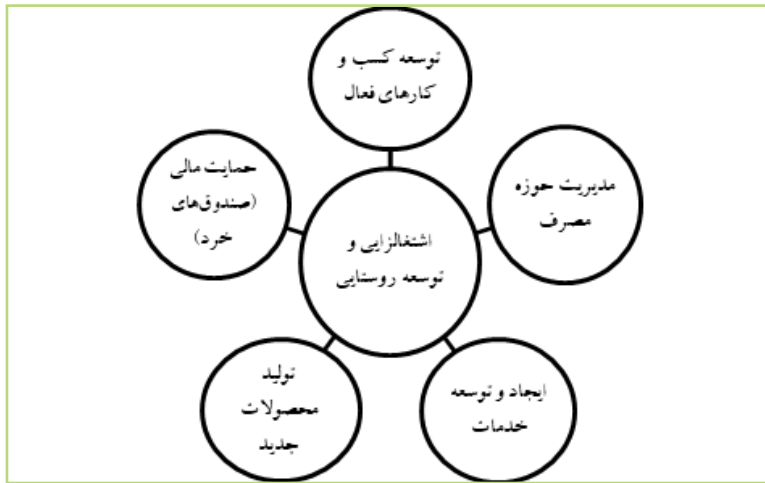 توسعه کسب و
کارهای فعال
مدیریت حوزه
مصرف
ایجاد و توسعه
خدمات
تولید
محصولات
جدید
حمایت مالی
(صندوق‌های
خرد)
اشتغالزایی و
توسعه روستایی